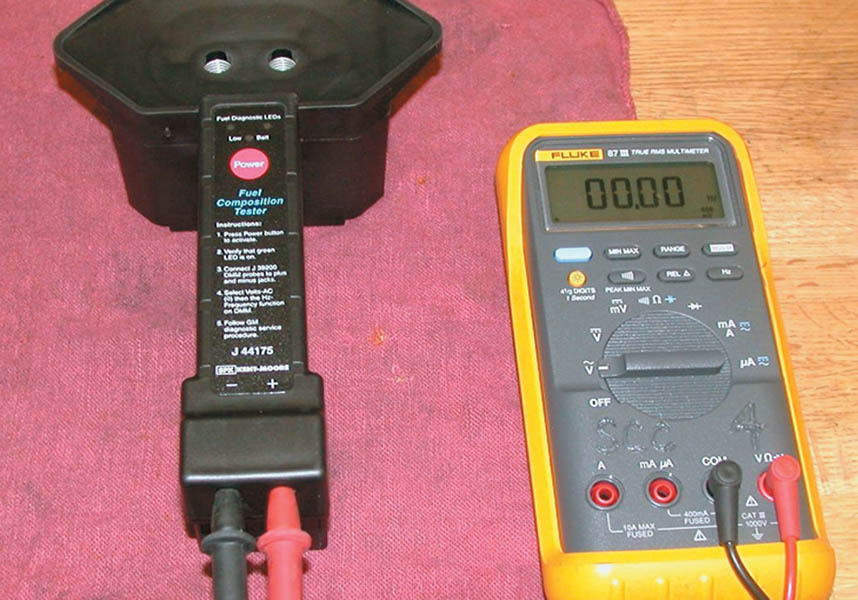 Fuel Diagnostic LEDs
Low Batt
Power
Fuel
Composition
Tester
Instructions:
1. Press Power button
to activate.
2. Verify that green
LED is on.
3. Connect J 39200
DMM probes to plus
and minus jacks.
4. Select Volts-AC
(Ṽ) then the Hz-
Frequency function
on DMM.
5. Follow GM
diagnostic service
procedure.
J 44175
SPX KENT-MOORE
− +
FLUKE 87 III TRUE RMS MULTIMETER
00.00 Hz
MIN MAX RANGE
4½ DIGITS
1 Second
PEAK MIN MAX
REL Δ Hz
mV Ω
V
mA
A
V
µA
OFF
SCC 4
A mA µA COM V Ω
10A MAX
FUSED
400mA
FUSED
CAT III
1000V